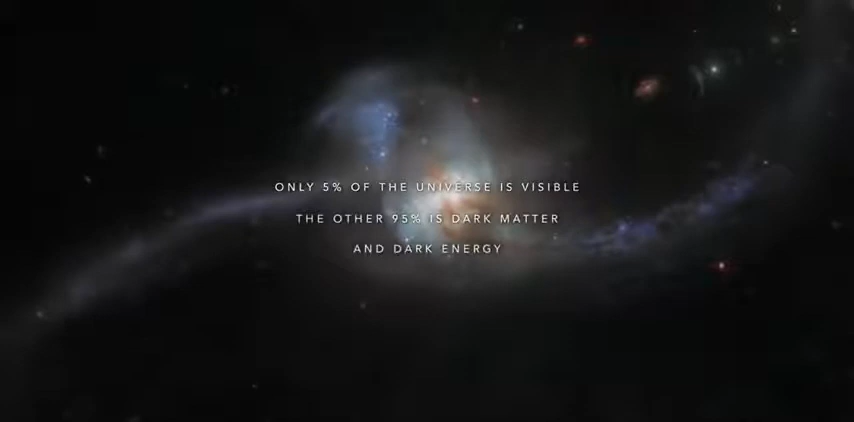 ONLY 5% OF THE UNIVERSE IS VISIBLE
THE OTHER 95% IS DARK MATTER
AND DARK ENERGY